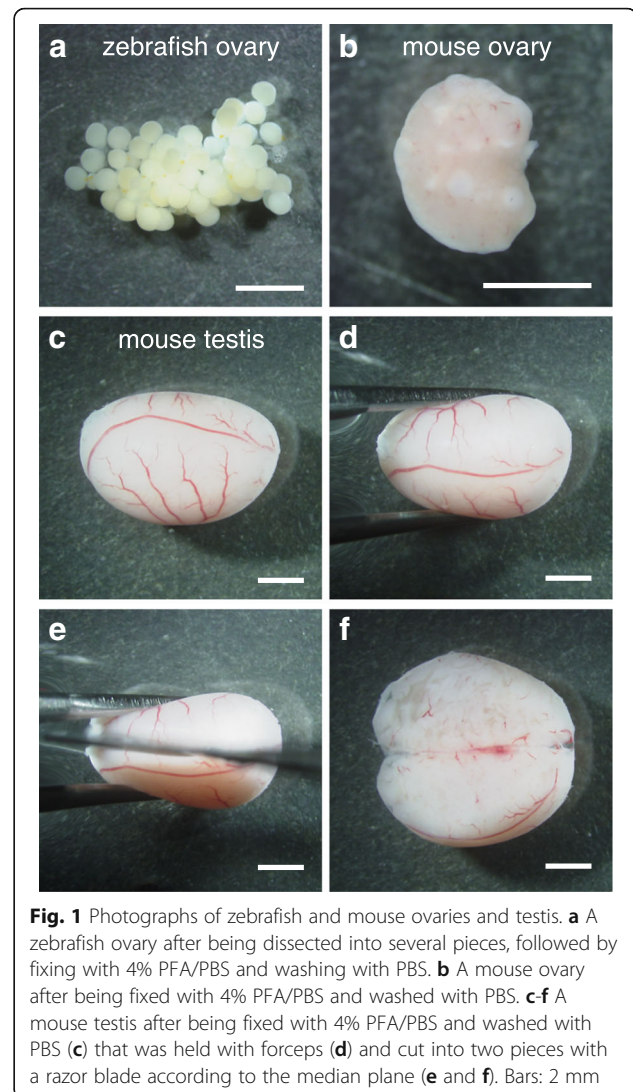 a zebrafish ovary
b mouse ovary
c mouse testis
d
e
f
Fig. 1 Photographs of zebrafish and mouse ovaries and testis. a A
zebrafish ovary after being dissected into several pieces, followed by
fixing with 4% PFA/PBS and washing with PBS. b A mouse ovary
after being fixed with 4% PFA/PBS and washed with PBS. c-f A
mouse testis after being fixed with 4% PFA/PBS and washed with
PBS (c) that was held with forceps (d) and cut into two pieces with
a razor blade according to the median plane (e and f). Bars: 2 mm